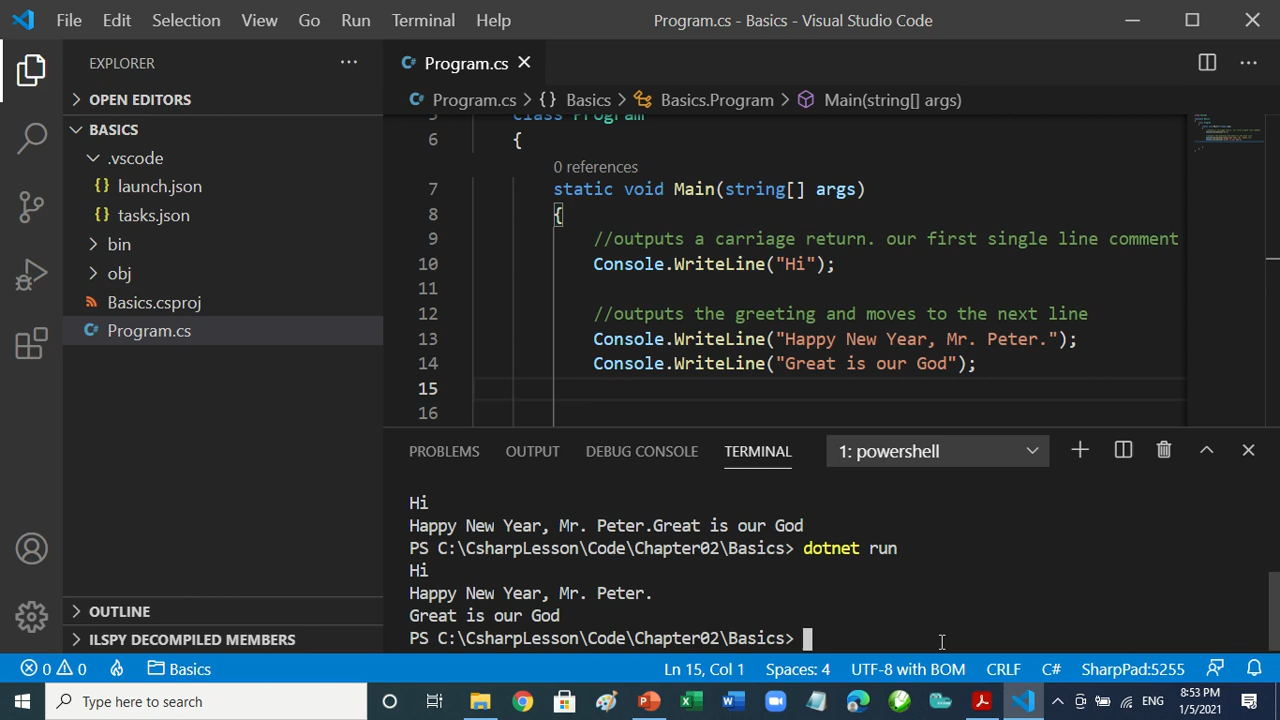 File Edit Selection View Go Run Terminal Help Program.cs - Basics - Visual Studio Code
EXPLORER
Program.cs
OPEN EDITORS
Program.cs Basics Basics.Program Main(string[] args)
BASICS
.vscode
launch.json
tasks.json
bin
obj
Basics.csproj
Program.cs
OUTLINE
ILSPY DECOMPILED MEMBERS
5 class Program
6 {
0 references
7 static void Main(string[] args)
8 {
9 //outputs a carriage return. our first single line comment
10 Console.WriteLine("Hi");
11
12 //outputs the greeting and moves to the next line
13 Console.WriteLine("Happy New Year, Mr. Peter.");
14 Console.WriteLine("Great is our God");
15
16
PROBLEMS OUTPUT DEBUG CONSOLE TERMINAL 1: powershell
Hi
Happy New Year, Mr. Peter.Great is our God
PS C:\CsharpLesson\Code\Chapter02\Basics> dotnet run
Hi
Happy New Year, Mr. Peter.
Great is our God
PS C:\CsharpLesson\Code\Chapter02\Basics>
0 0 Basics Ln 15, Col 1 Spaces: 4 UTF-8 with BOM CRLF C# SharpPad:5255
Type here to search
ENG
8:53 PM
1/5/2021